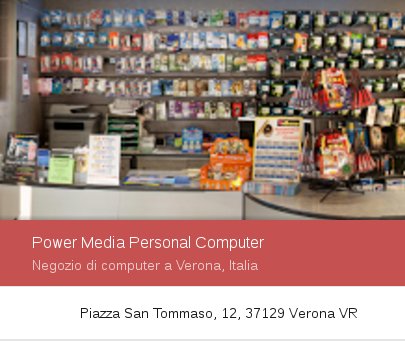 Power Media Personal Computer
Negozio di computer a Verona, Italia
Piazza San Tommaso, 12, 37129 Verona VR